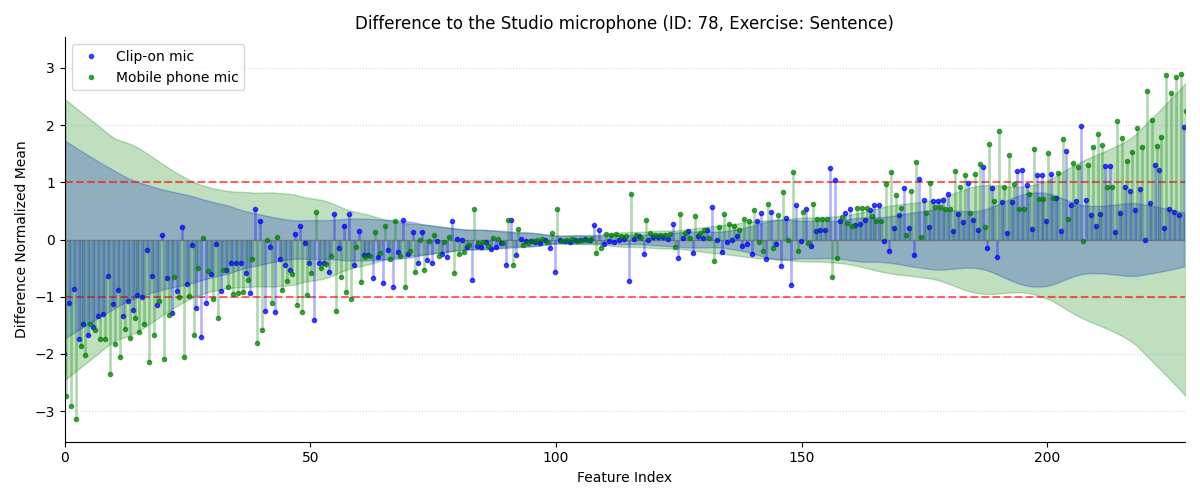 Difference to the Studio microphone (ID: 78, Exercise: Sentence)
Clip-on mic
Mobile phone mic
Difference Normalized Mean
3
2
1
0
−1
−2
−3
0 50 100 150 200
Feature Index